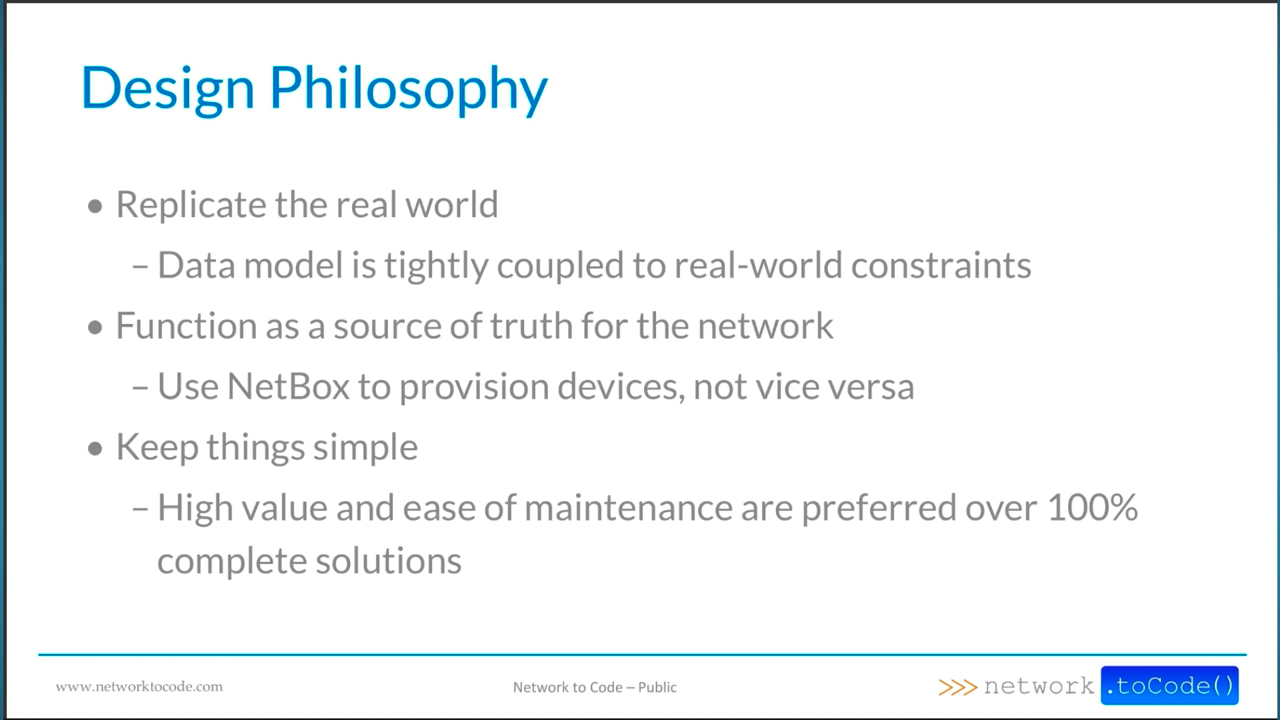 Design Philosophy
• Replicate the real world
– Data model is tightly coupled to real-world constraints
• Function as a source of truth for the network
– Use NetBox to provision devices, not vice versa
• Keep things simple
– High value and ease of maintenance are preferred over 100%
complete solutions
www.networktocode.com
Network to Code – Public
>>> network .toCode()